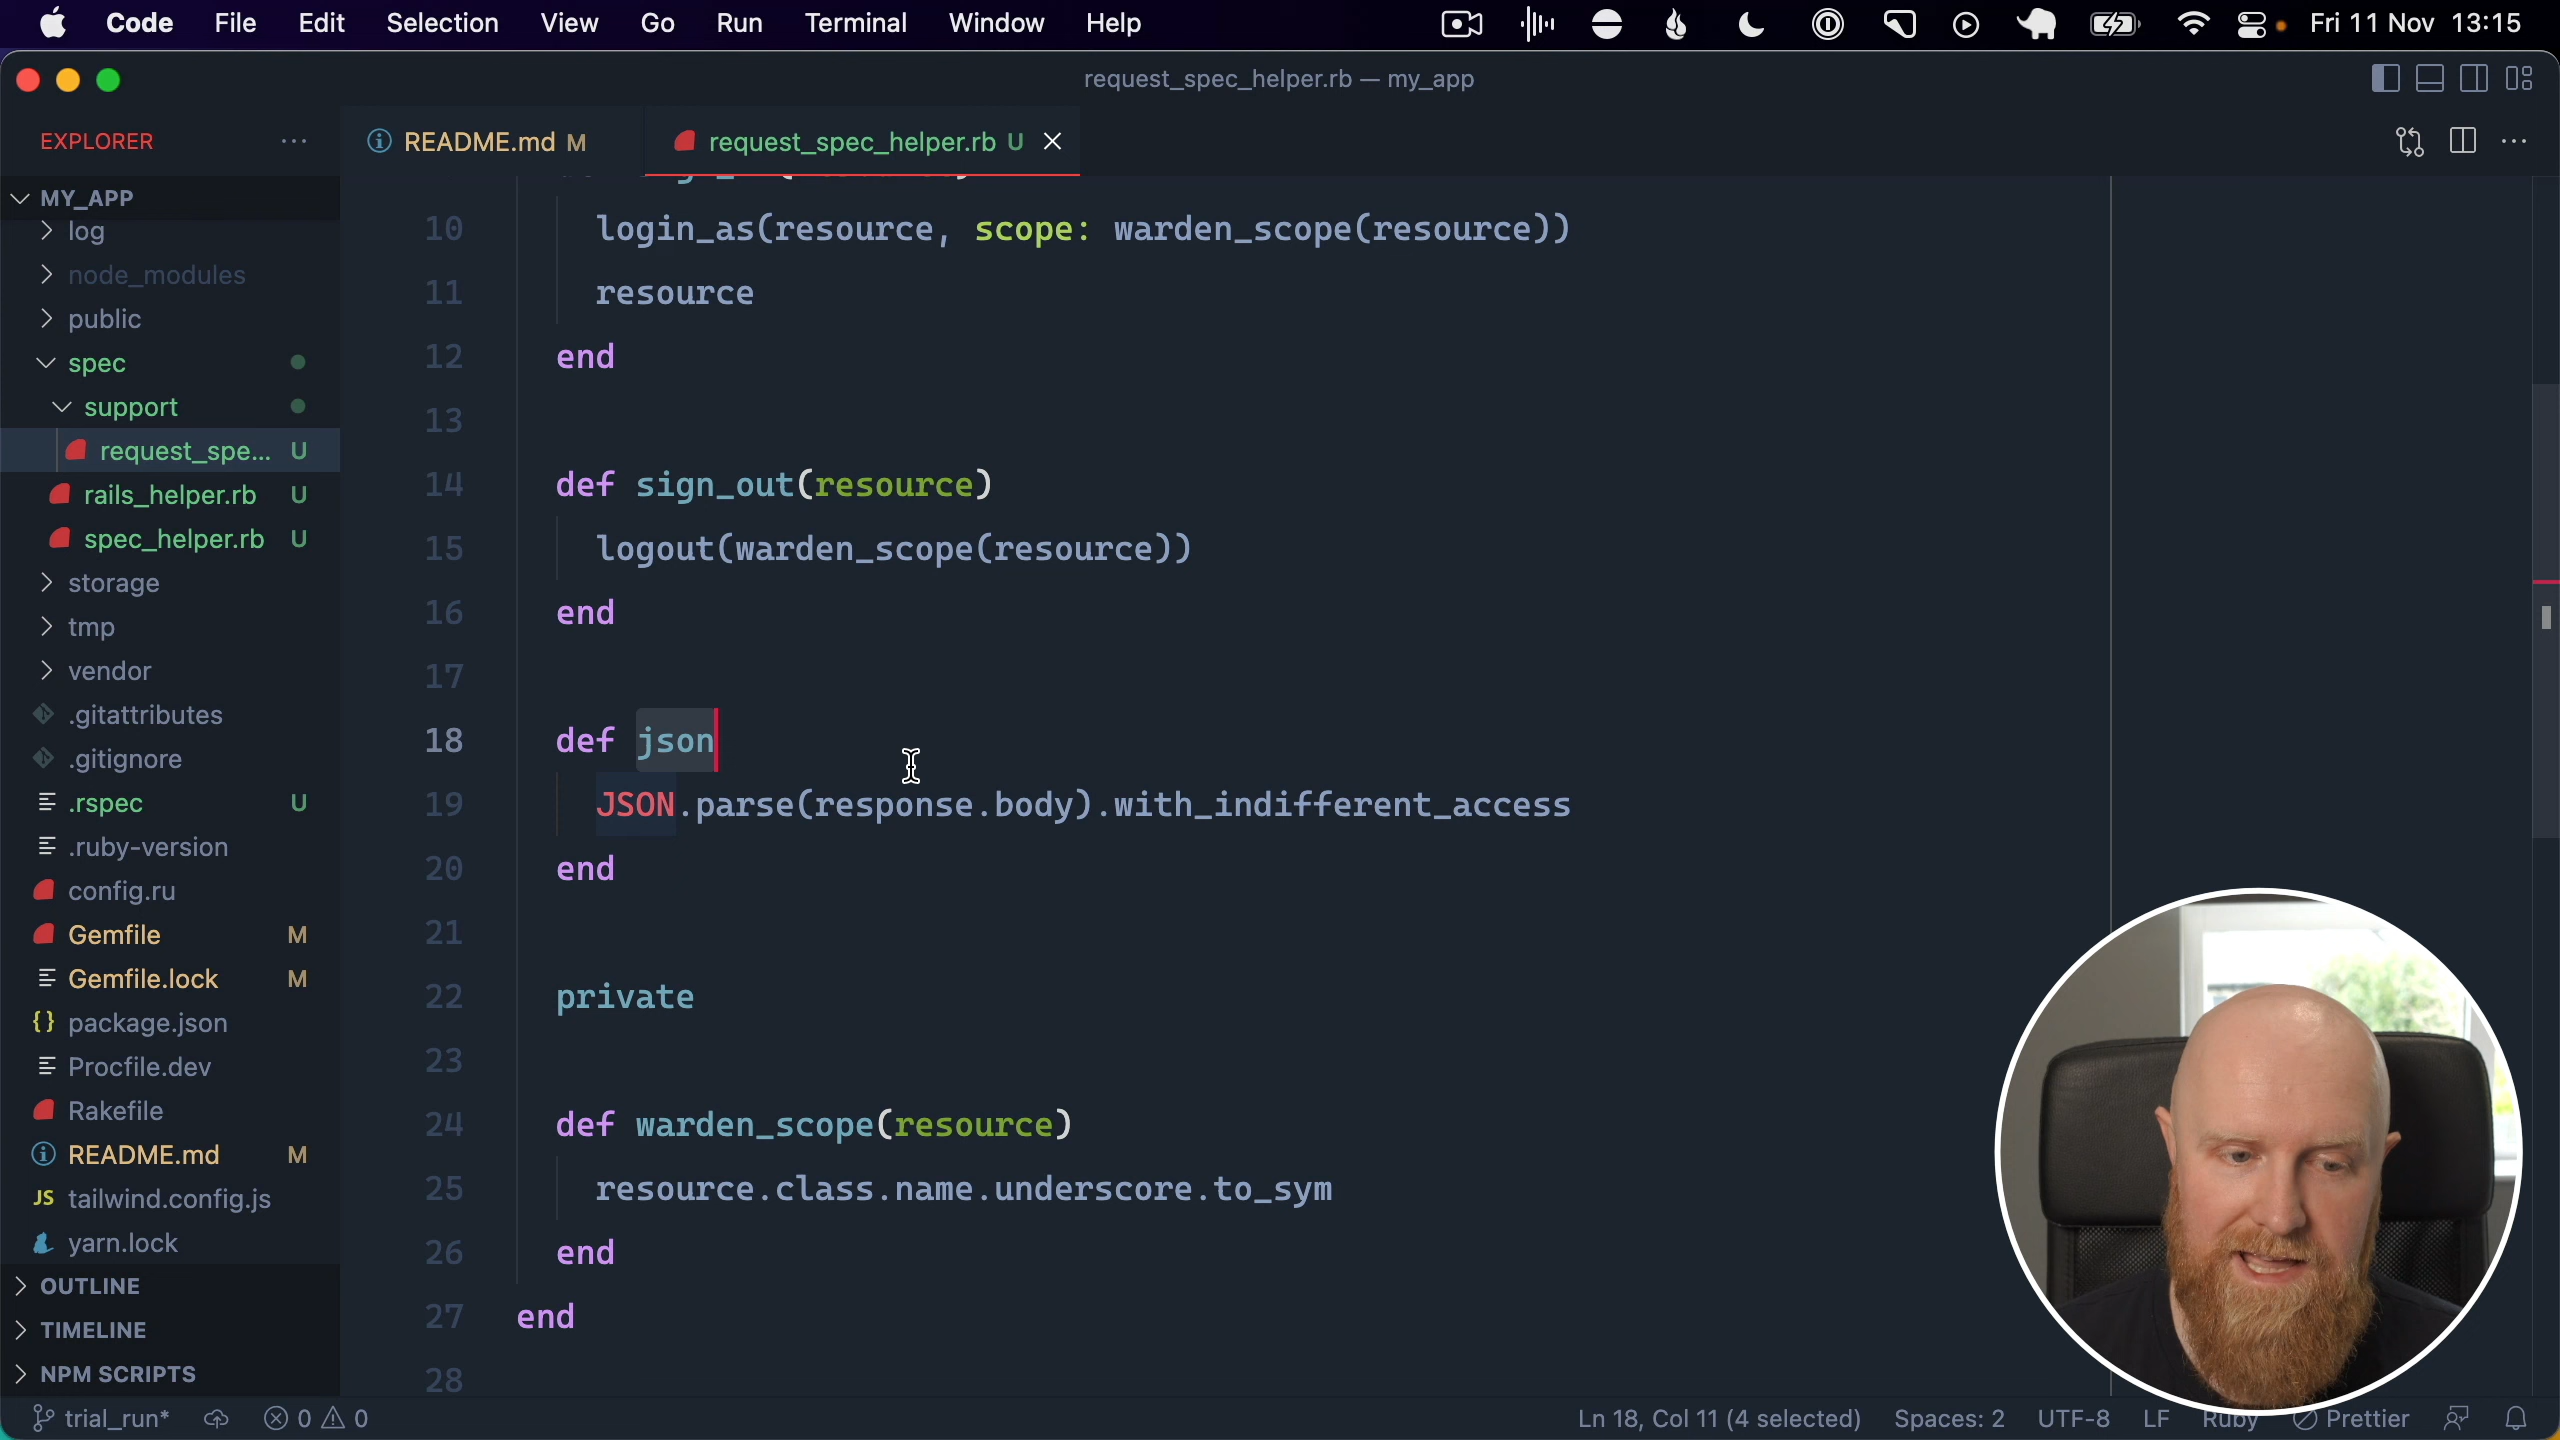 Code File Edit Selection View Go Run Terminal Window Help
Fri 11 Nov 13:15
request_spec_helper.rb — my_app
EXPLORER
MY_APP
log
node_modules
public
spec
support
request_spe... U
rails_helper.rb U
spec_helper.rb U
storage
tmp
vendor
.gitattributes
.gitignore
.rspec U
.ruby-version
config.ru
Gemfile M
Gemfile.lock M
package.json
Procfile.dev
Rakefile
README.md M
JS tailwind.config.js
yarn.lock
OUTLINE
TIMELINE
NPM SCRIPTS
README.md M
request_spec_helper.rb U
10 login_as(resource, scope: warden_scope(resource))
11 resource
12 end
13
14 def sign_out(resource)
15 logout(warden_scope(resource))
16 end
17
18 def json
19 JSON.parse(response.body).with_indifferent_access
20 end
21
22 private
23
24 def warden_scope(resource)
25 resource.class.name.underscore.to_sym
26 end
27 end
28
trial_run* 0 0
Ln 18, Col 11 (4 selected) Spaces: 2 UTF-8 LF Ruby Prettier